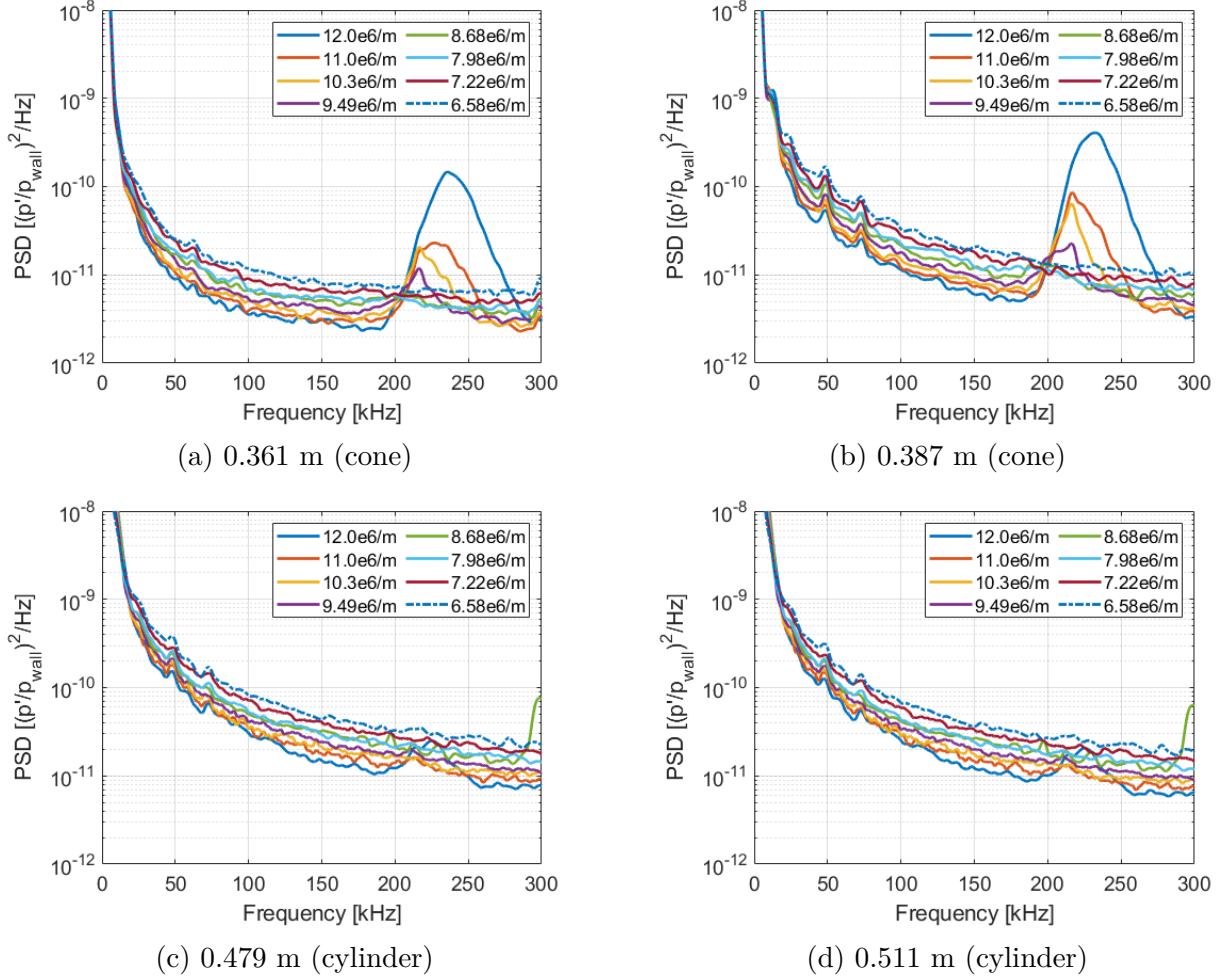 10^-8
10^-9
10^-10
10^-11
10^-12
PSD [(p'/p_wall)^2/Hz]
12.0e6/m 8.68e6/m
11.0e6/m 7.98e6/m
10.3e6/m 7.22e6/m
9.49e6/m 6.58e6/m
0 50 100 150 200 250 300
Frequency [kHz]
(a) 0.361 m (cone)
10^-8
10^-9
10^-10
10^-11
10^-12
PSD [(p'/p_wall)^2/Hz]
12.0e6/m 8.68e6/m
11.0e6/m 7.98e6/m
10.3e6/m 7.22e6/m
9.49e6/m 6.58e6/m
0 50 100 150 200 250 300
Frequency [kHz]
(b) 0.387 m (cone)
10^-8
10^-9
10^-10
10^-11
10^-12
PSD [(p'/p_wall)^2/Hz]
12.0e6/m 8.68e6/m
11.0e6/m 7.98e6/m
10.3e6/m 7.22e6/m
9.49e6/m 6.58e6/m
0 50 100 150 200 250 300
Frequency [kHz]
(c) 0.479 m (cylinder)
10^-8
10^-9
10^-10
10^-11
10^-12
PSD [(p'/p_wall)^2/Hz]
12.0e6/m 8.68e6/m
11.0e6/m 7.98e6/m
10.3e6/m 7.22e6/m
9.49e6/m 6.58e6/m
0 50 100 150 200 250 300
Frequency [kHz]
(d) 0.511 m (cylinder)